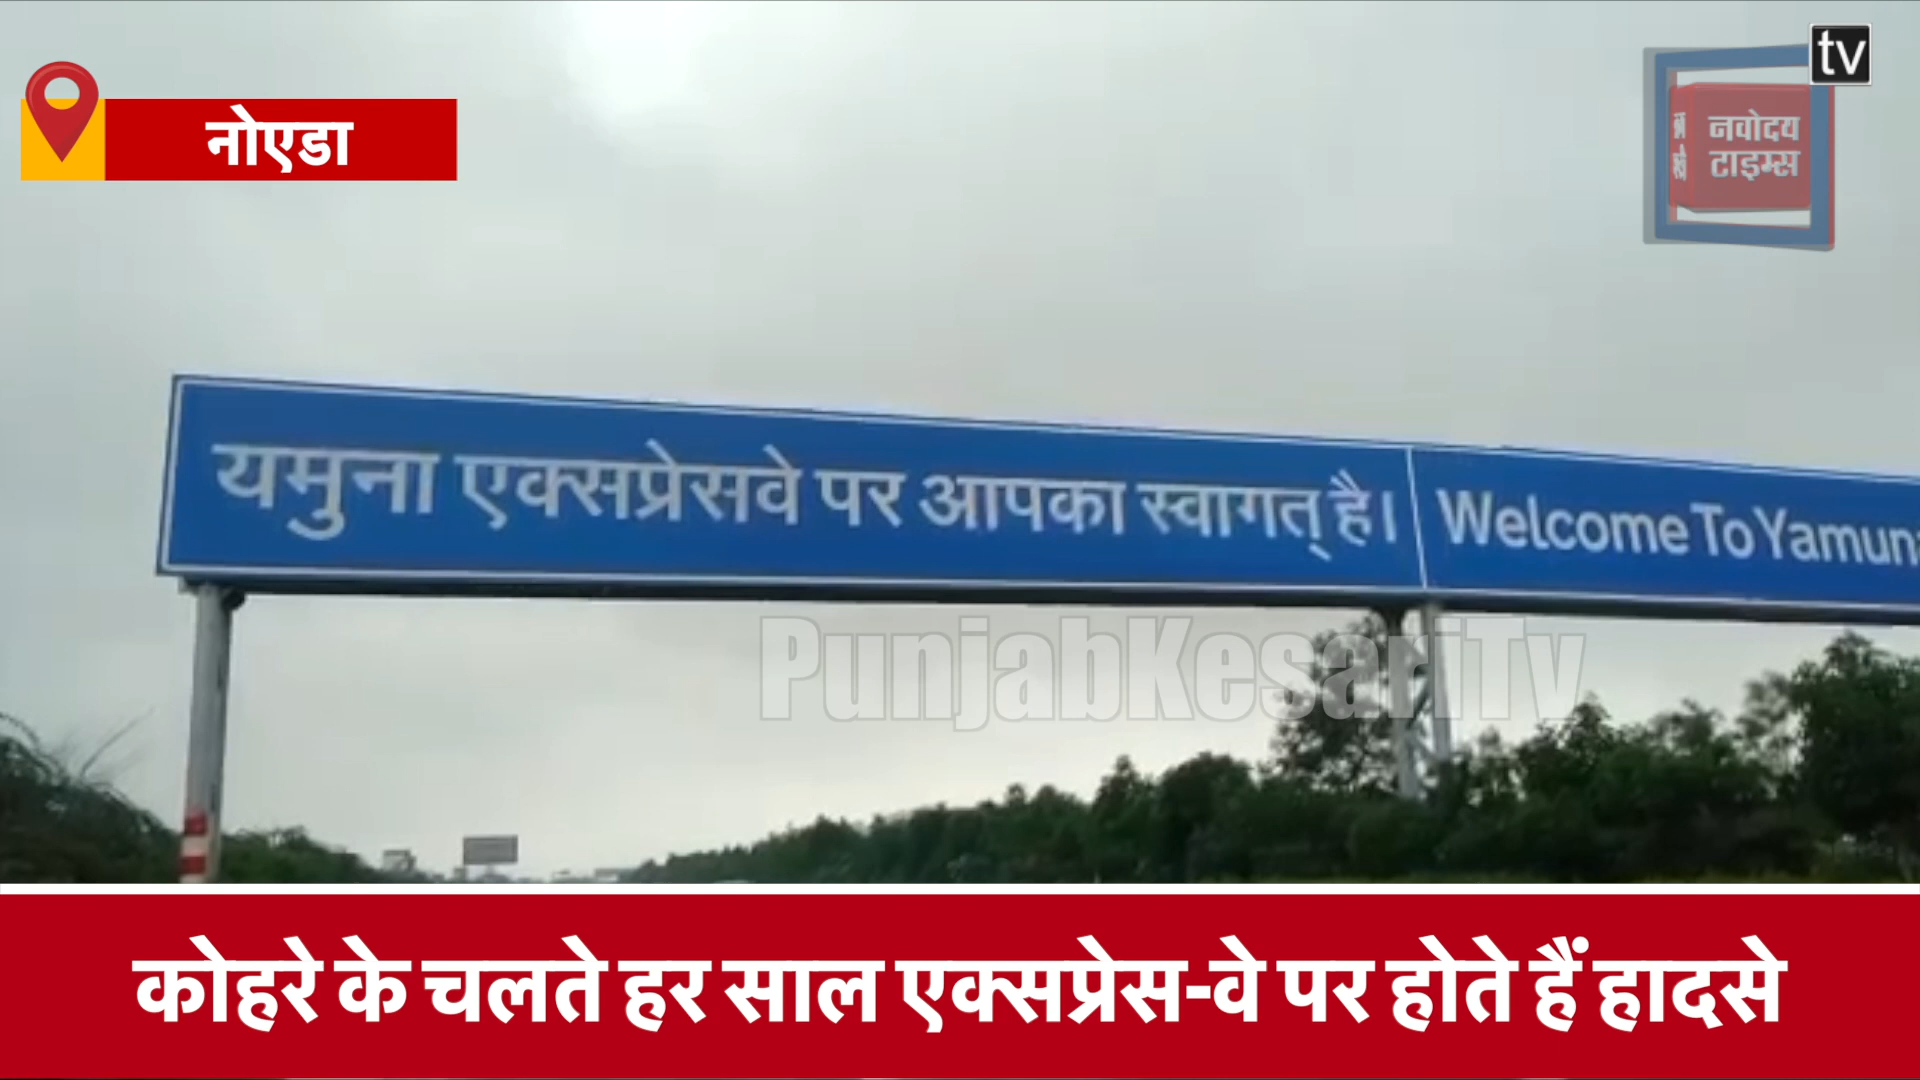 tv
नोएडा
नवोदय
टाइम्स
यमुना एक्सप्रेसवे पर आपका स्वागत् है।
Welcome To Yamuna
PunjabKesariTv
कोहरे के चलते हर साल एक्सप्रेस-वे पर होते हैं हादसे